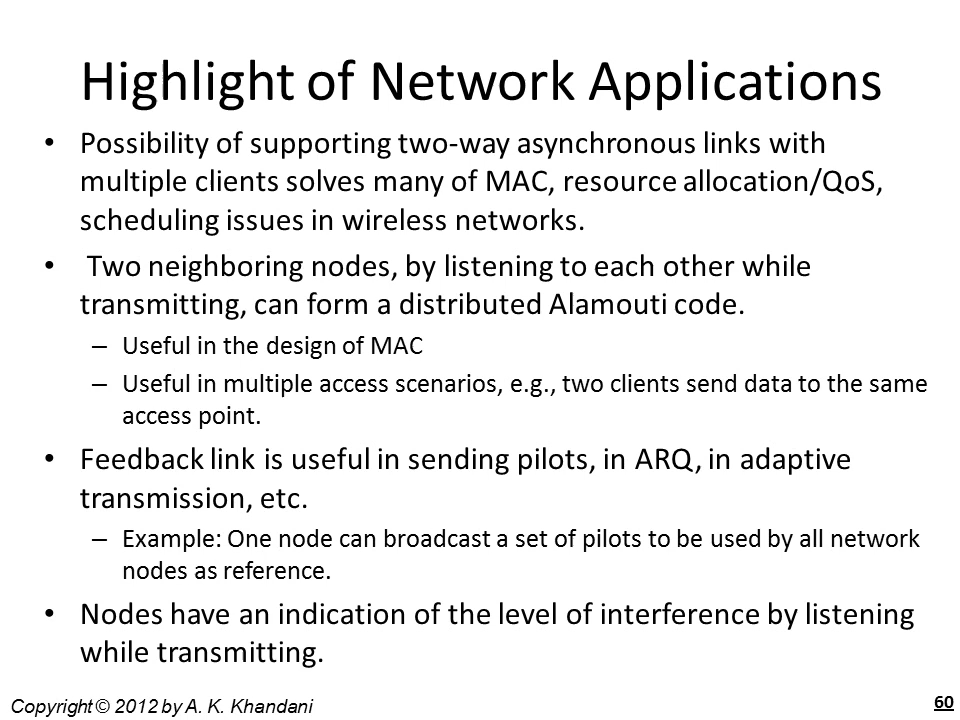 Highlight of Network Applications
• Possibility of supporting two-way asynchronous links with
multiple clients solves many of MAC, resource allocation/QoS,
scheduling issues in wireless networks.
• Two neighboring nodes, by listening to each other while
transmitting, can form a distributed Alamouti code.
– Useful in the design of MAC
– Useful in multiple access scenarios, e.g., two clients send data to the same
access point.
• Feedback link is useful in sending pilots, in ARQ, in adaptive
transmission, etc.
– Example: One node can broadcast a set of pilots to be used by all network
nodes as reference.
• Nodes have an indication of the level of interference by listening
while transmitting.
Copyright © 2012 by A. K. Khandani
60